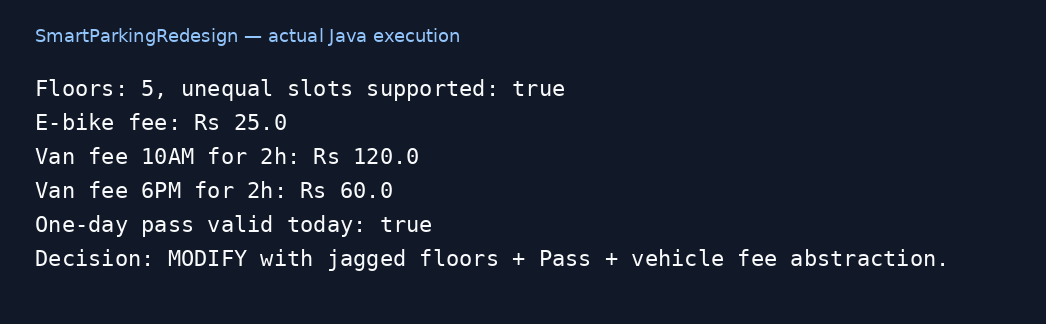 SmartParkingRedesign — actual Java execution
Floors: 5, unequal slots supported: true
E-bike fee: Rs 25.0
Van fee 10AM for 2h: Rs 120.0
Van fee 6PM for 2h: Rs 60.0
One-day pass valid today: true
Decision: MODIFY with jagged floors + Pass + vehicle fee abstraction.